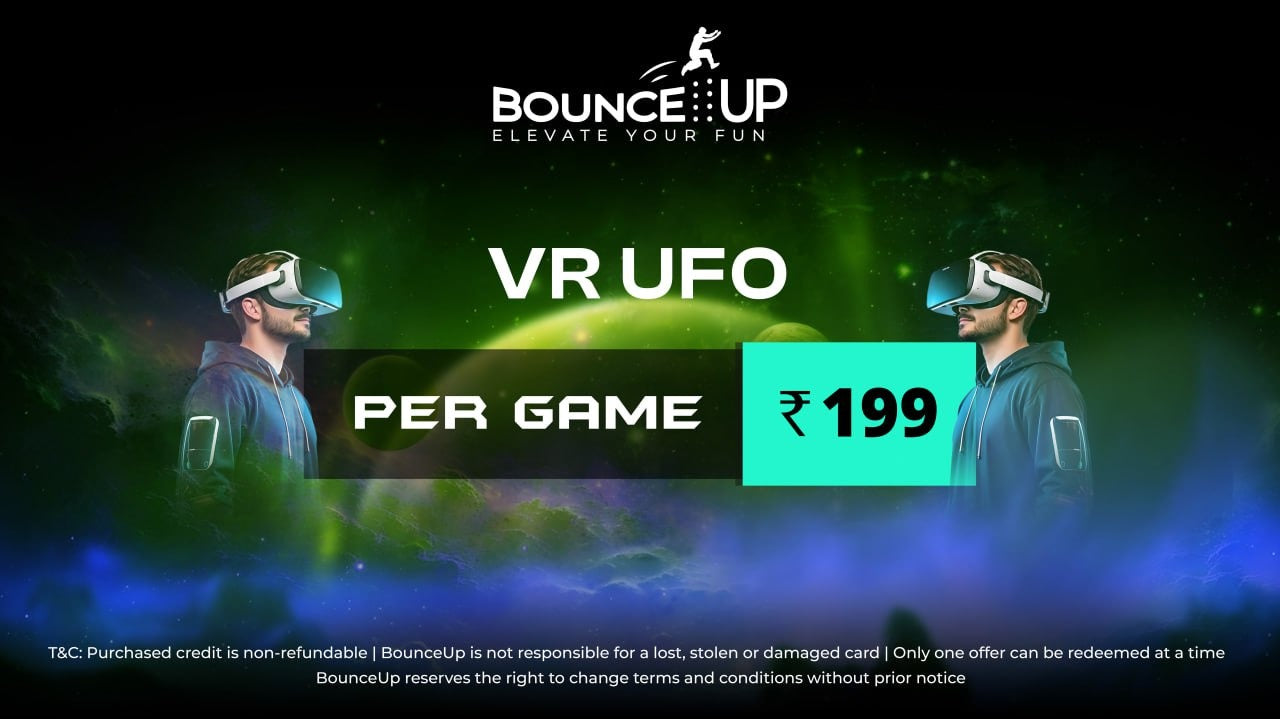 BOUNCE UP
ELEVATE YOUR FUN
VR UFO
PER GAME
₹ 199
T&C: Purchased credit is non-refundable | BounceUp is not responsible for a lost, stolen or damaged card | Only one offer can be redeemed at a time
BounceUp reserves the right to change terms and conditions without prior notice